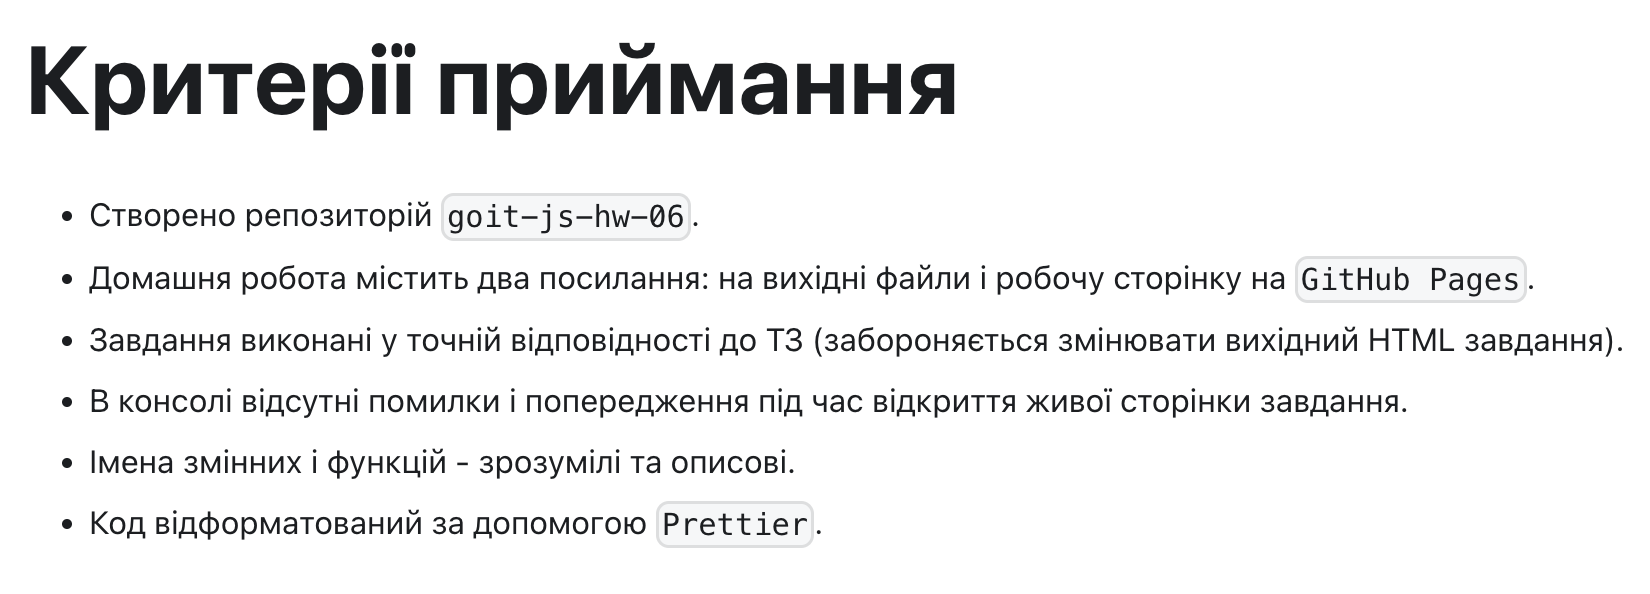 Критерії приймання
• Створено репозиторій goit-js-hw-06.
• Домашня робота містить два посилання: на вихідні файли і робочу сторінку на GitHub Pages.
• Завдання виконані у точній відповідності до ТЗ (забороняється змінювати вихідний HTML завдання).
• В консолі відсутні помилки і попередження під час відкриття живої сторінки завдання.
• Імена змінних і функцій - зрозумілі та описові.
• Код відформатований за допомогою Prettier.